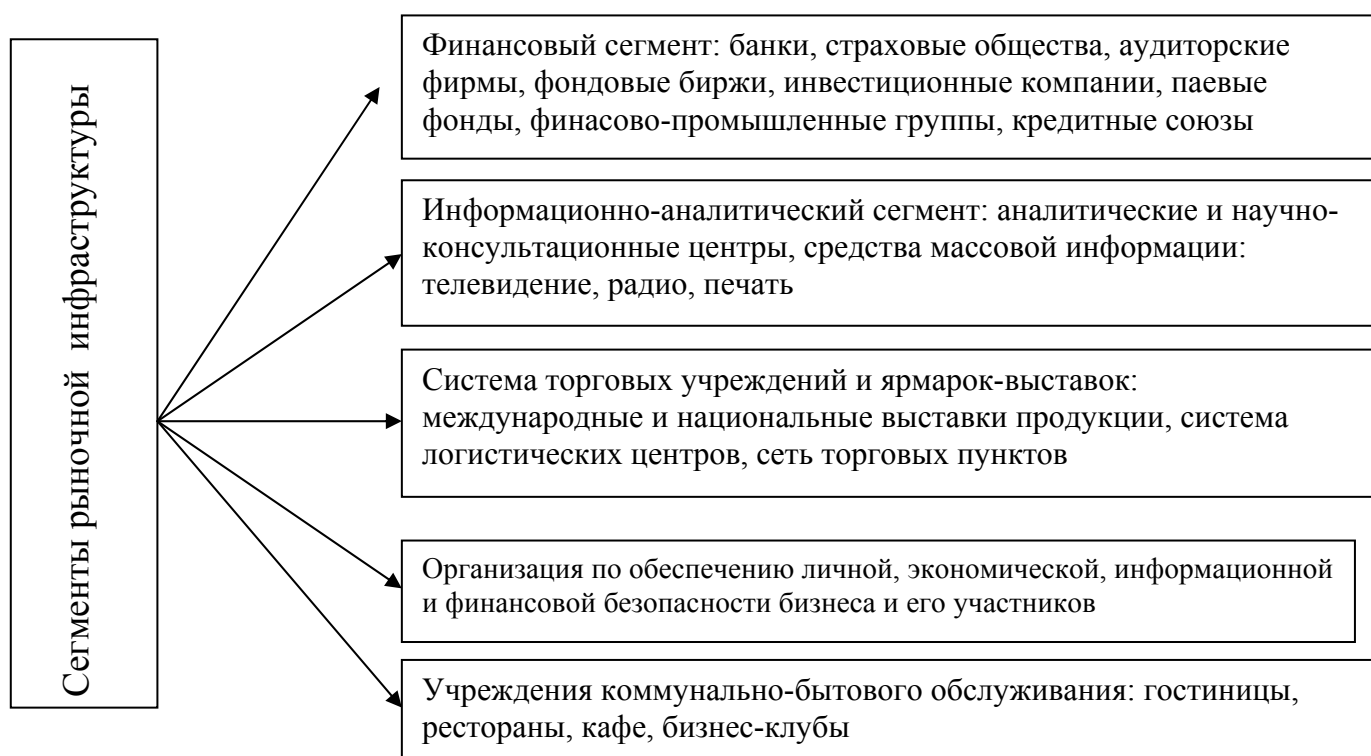 Сегменты рыночной инфраструктуры
Финансовый сегмент: банки, страховые общества, аудиторские
фирмы, фондовые биржи, инвестиционные компании, паевые
фонды, финасово-промышленные группы, кредитные союзы
Информационно-аналитический сегмент: аналитические и научно-
консультационные центры, средства массовой информации:
телевидение, радио, печать
Система торговых учреждений и ярмарок-выставок:
международные и национальные выставки продукции, система
логистических центров, сеть торговых пунктов
Организация по обеспечению личной, экономической, информационной
и финансовой безопасности бизнеса и его участников
Учреждения коммунально-бытового обслуживания: гостиницы,
рестораны, кафе, бизнес-клубы